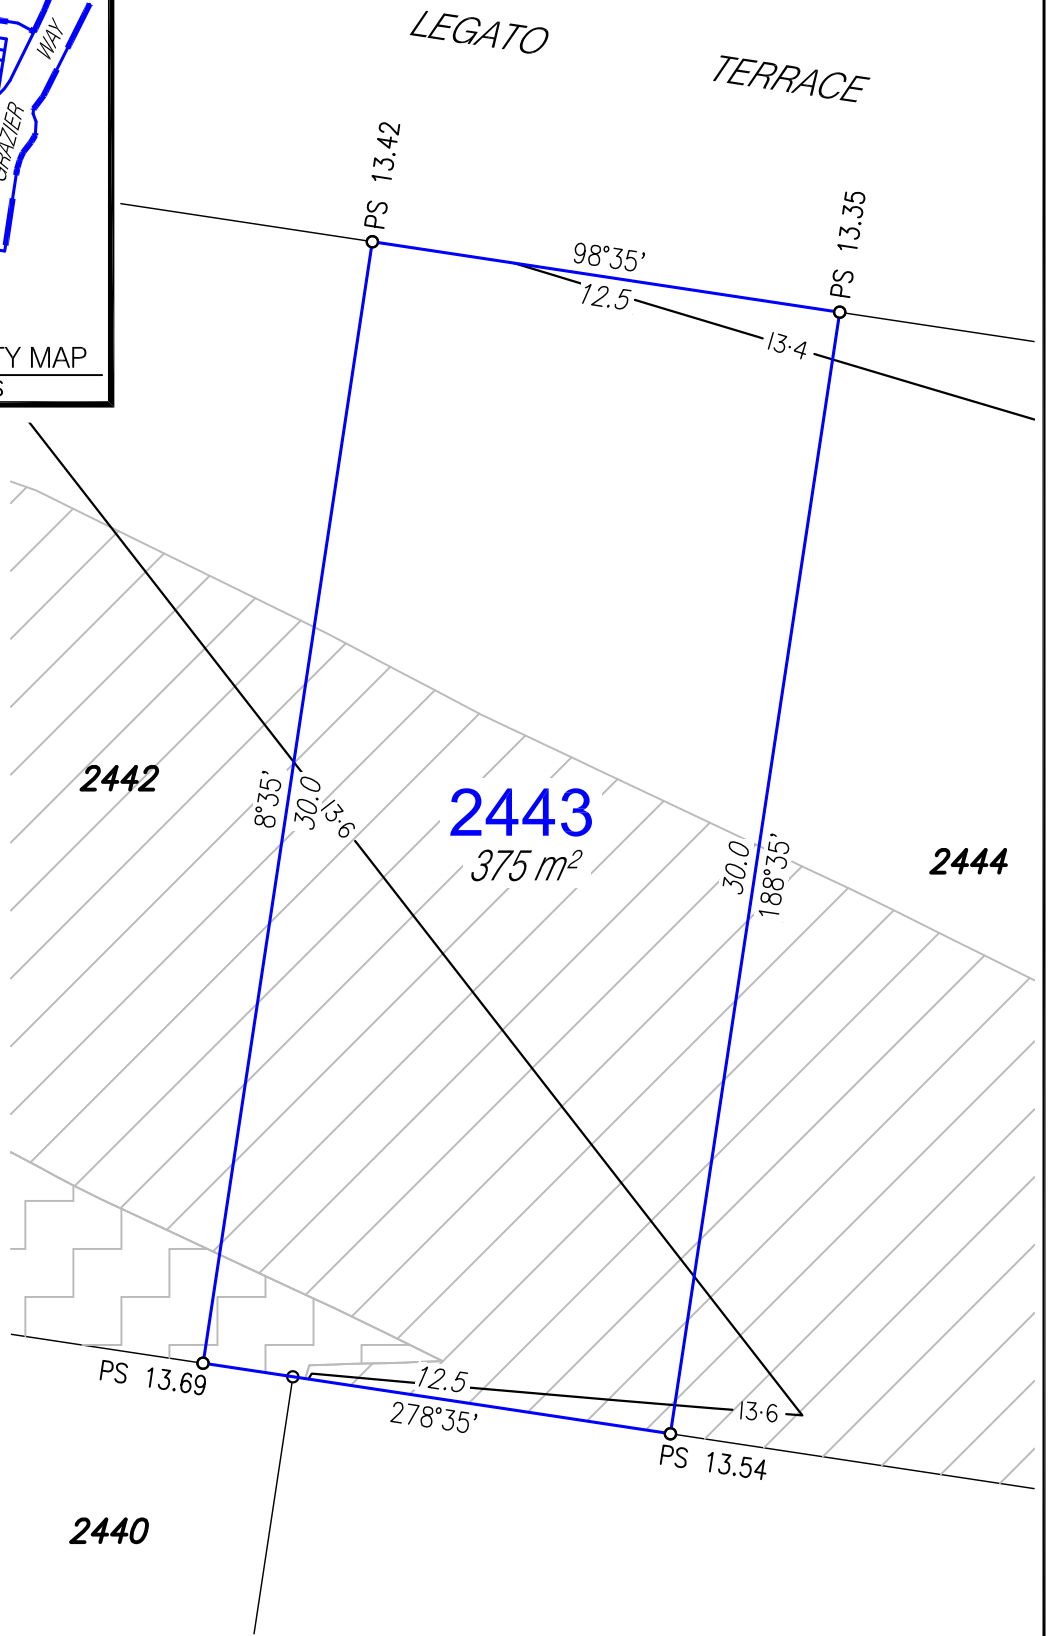 LEGATO
TERRACE
WAY
GRAZIER
PS 13.42
PS 13.35
98°35'
12.5
13·4
TY MAP
S
2442
8°35'
30.0
13·6
2443
375 m²
30.0
188°35'
2444
PS 13.69
12.5
278°35'
13·6
PS 13.54
2440